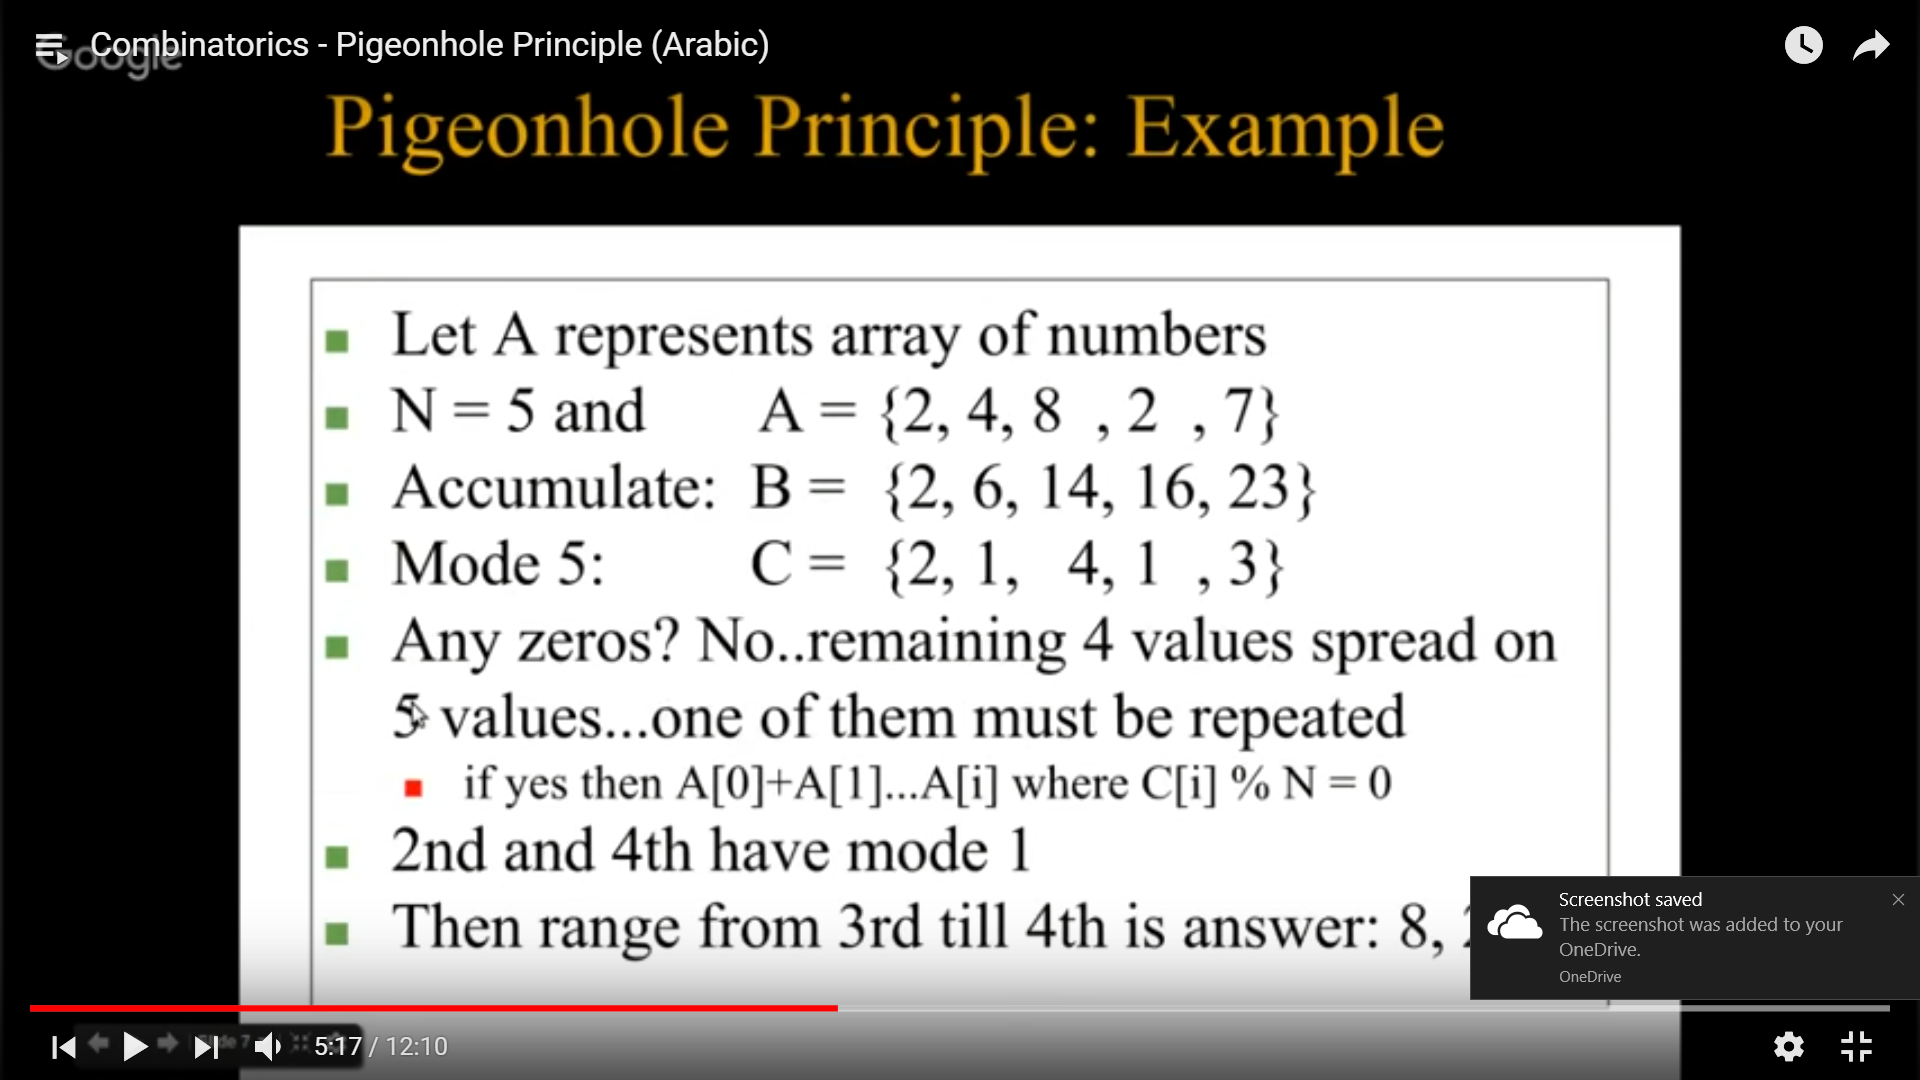 Combinatorics - Pigeonhole Principle (Arabic)
Google
Pigeonhole Principle: Example
Let A represents array of numbers
N = 5 and A = {2, 4, 8 , 2 , 7}
Accumulate: B = {2, 6, 14, 16, 23}
Mode 5: C = {2, 1, 4, 1 , 3}
Any zeros? No..remaining 4 values spread on
5 values...one of them must be repeated
if yes then A[0]+A[1]...A[i] where C[i] % N = 0
2nd and 4th have mode 1
Then range from 3rd till 4th is answer: 8,
Screenshot saved
The screenshot was added to your
OneDrive.
OneDrive
5:17 / 12:10